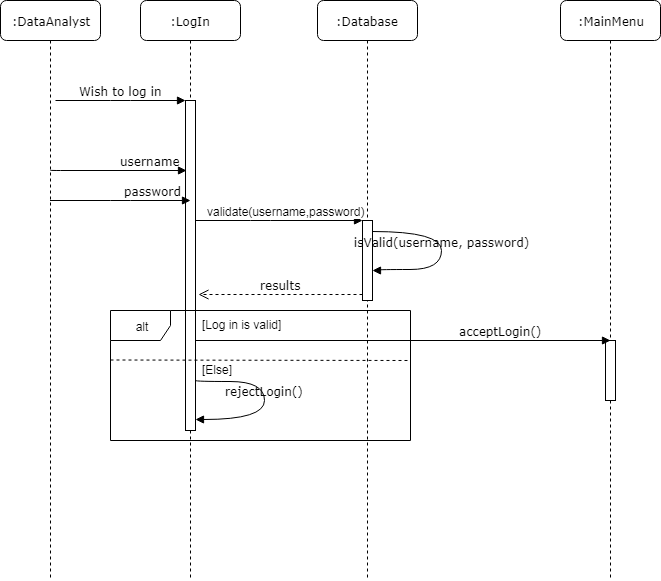 :DataAnalyst
:LogIn
:Database
:MainMenu
Wish to log in
username
password
validate(username,password)
isValid(username, password)
results
alt
[Log in is valid]
acceptLogin()
[Else]
rejectLogin()